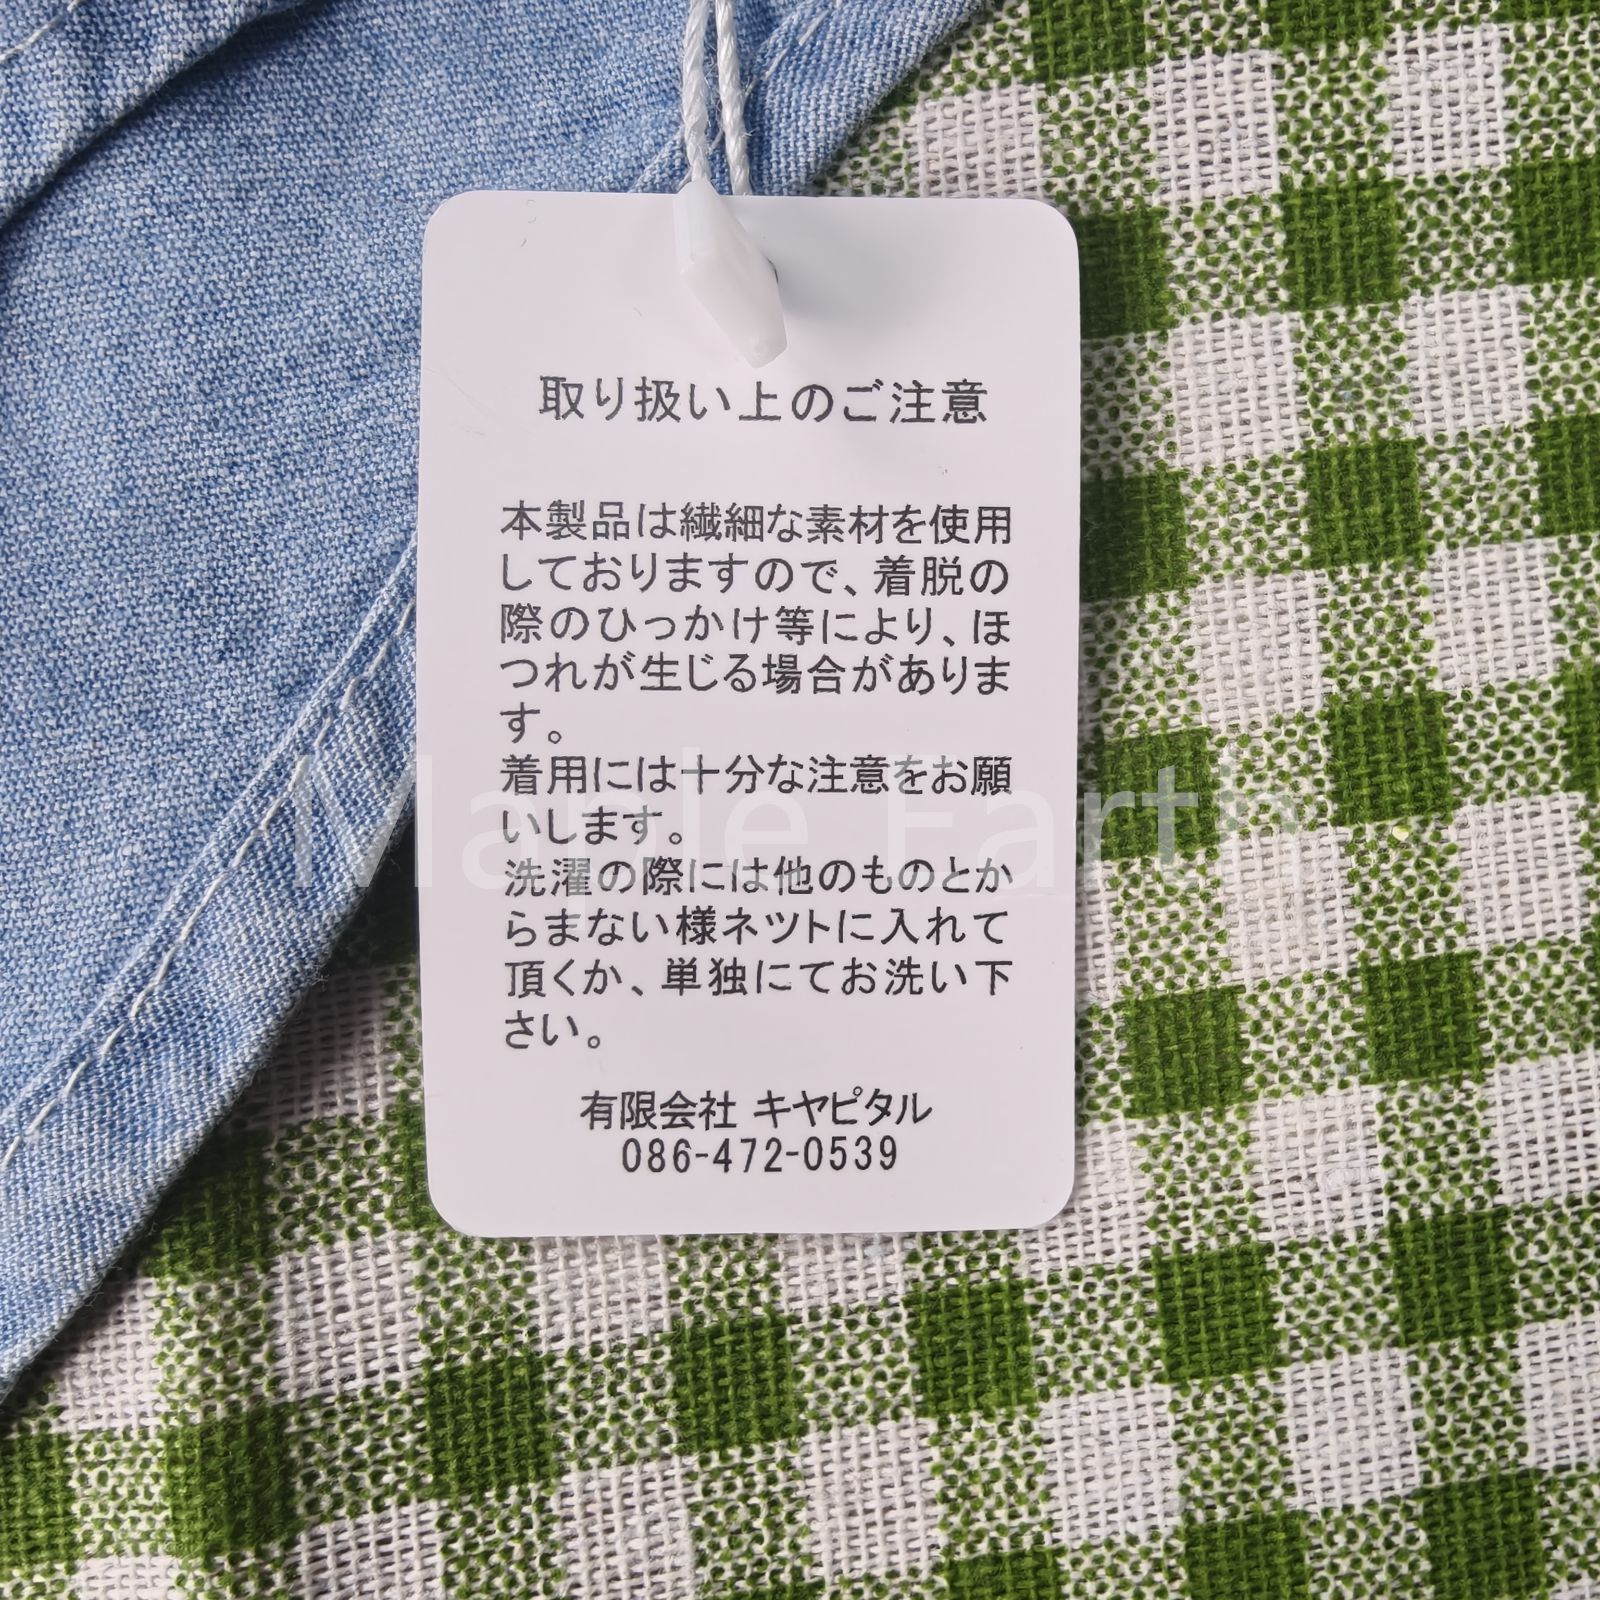 取り扱い上のご注意
本製品は繊細な素材を使用
しておりますので、着脱の
際のひっかけ等により、ほ
つれが生じる場合がありま
す。
着用には十分な注意をお願
いします。
Maple Earth
洗濯の際には他のものとか
らまない様ネツトに入れて
頂くか、単独にてお洗い下
さい。
有限会社 キヤピタル
086-472-0539